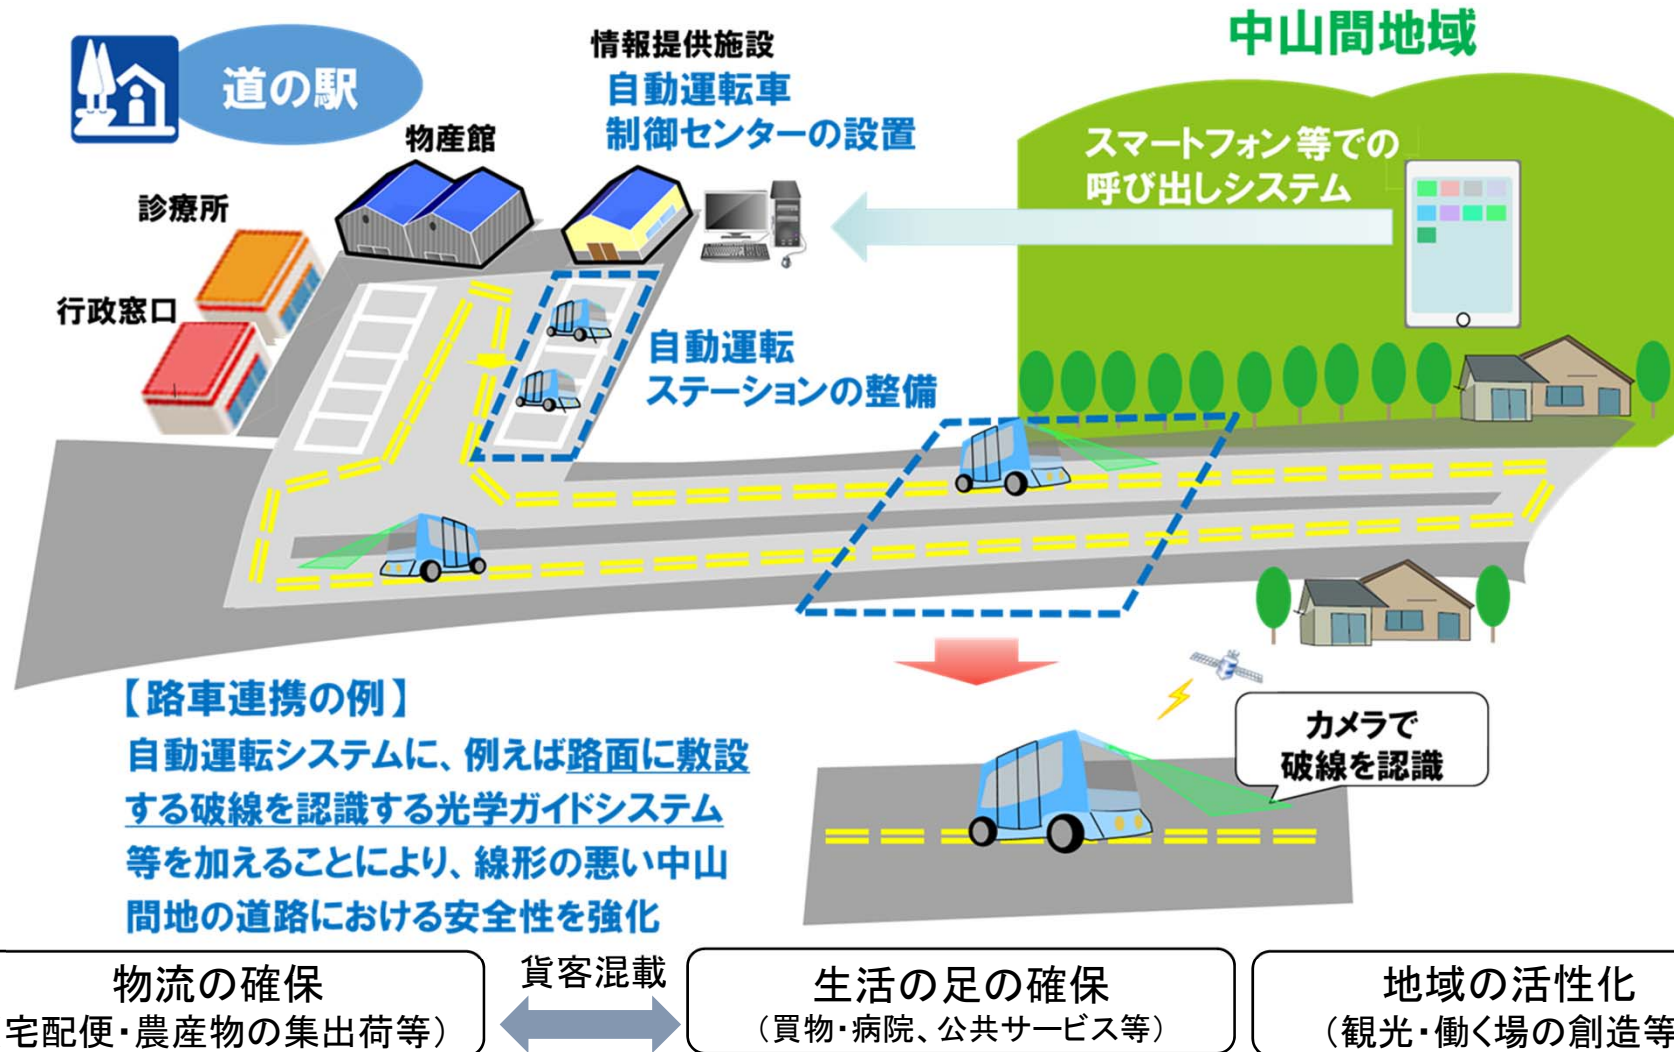 中山間地域
道の駅
情報提供施設
自動運転車
制御センターの設置
物産館
スマートフォン等での
呼び出しシステム
診療所
行政窓口
自動運転
ステーションの整備
【路車連携の例】
自動運転システムに、例えば路面に敷設
する破線を認識する光学ガイドシステム
等を加えることにより、線形の悪い中山
間地の道路における安全性を強化
カメラで
破線を認識
物流の確保
宅配便・農産物の集出荷等）
貨客混載
生活の足の確保
（買物・病院、公共サービス等）
地域の活性化
（観光・働く場の創造等